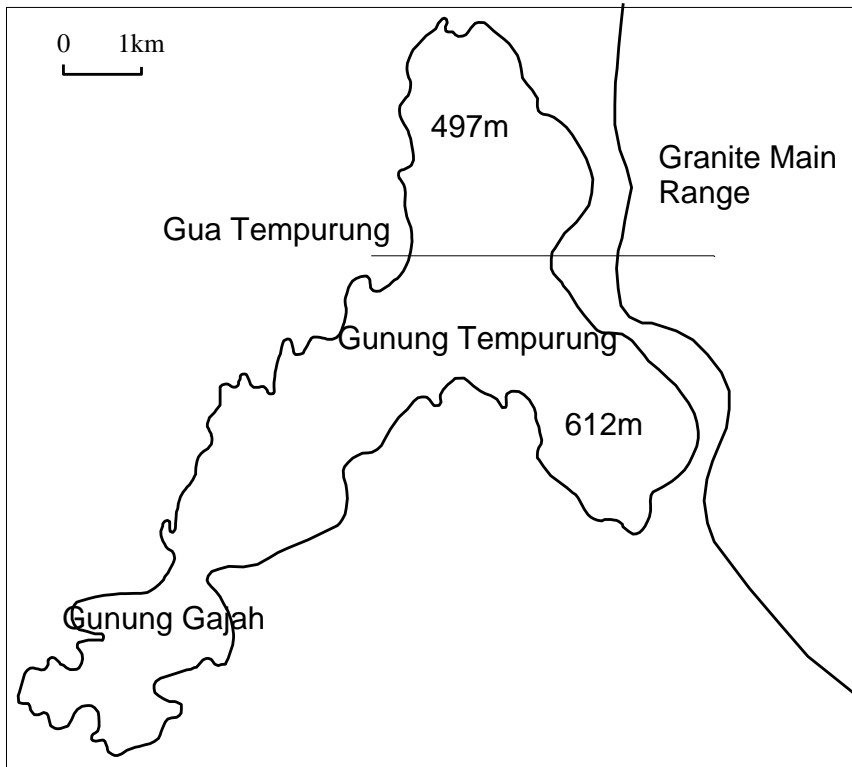 0 1km
497m
Granite Main
Range
Gua Tempurung
Gunung Tempurung
612m
Gunung Gajah